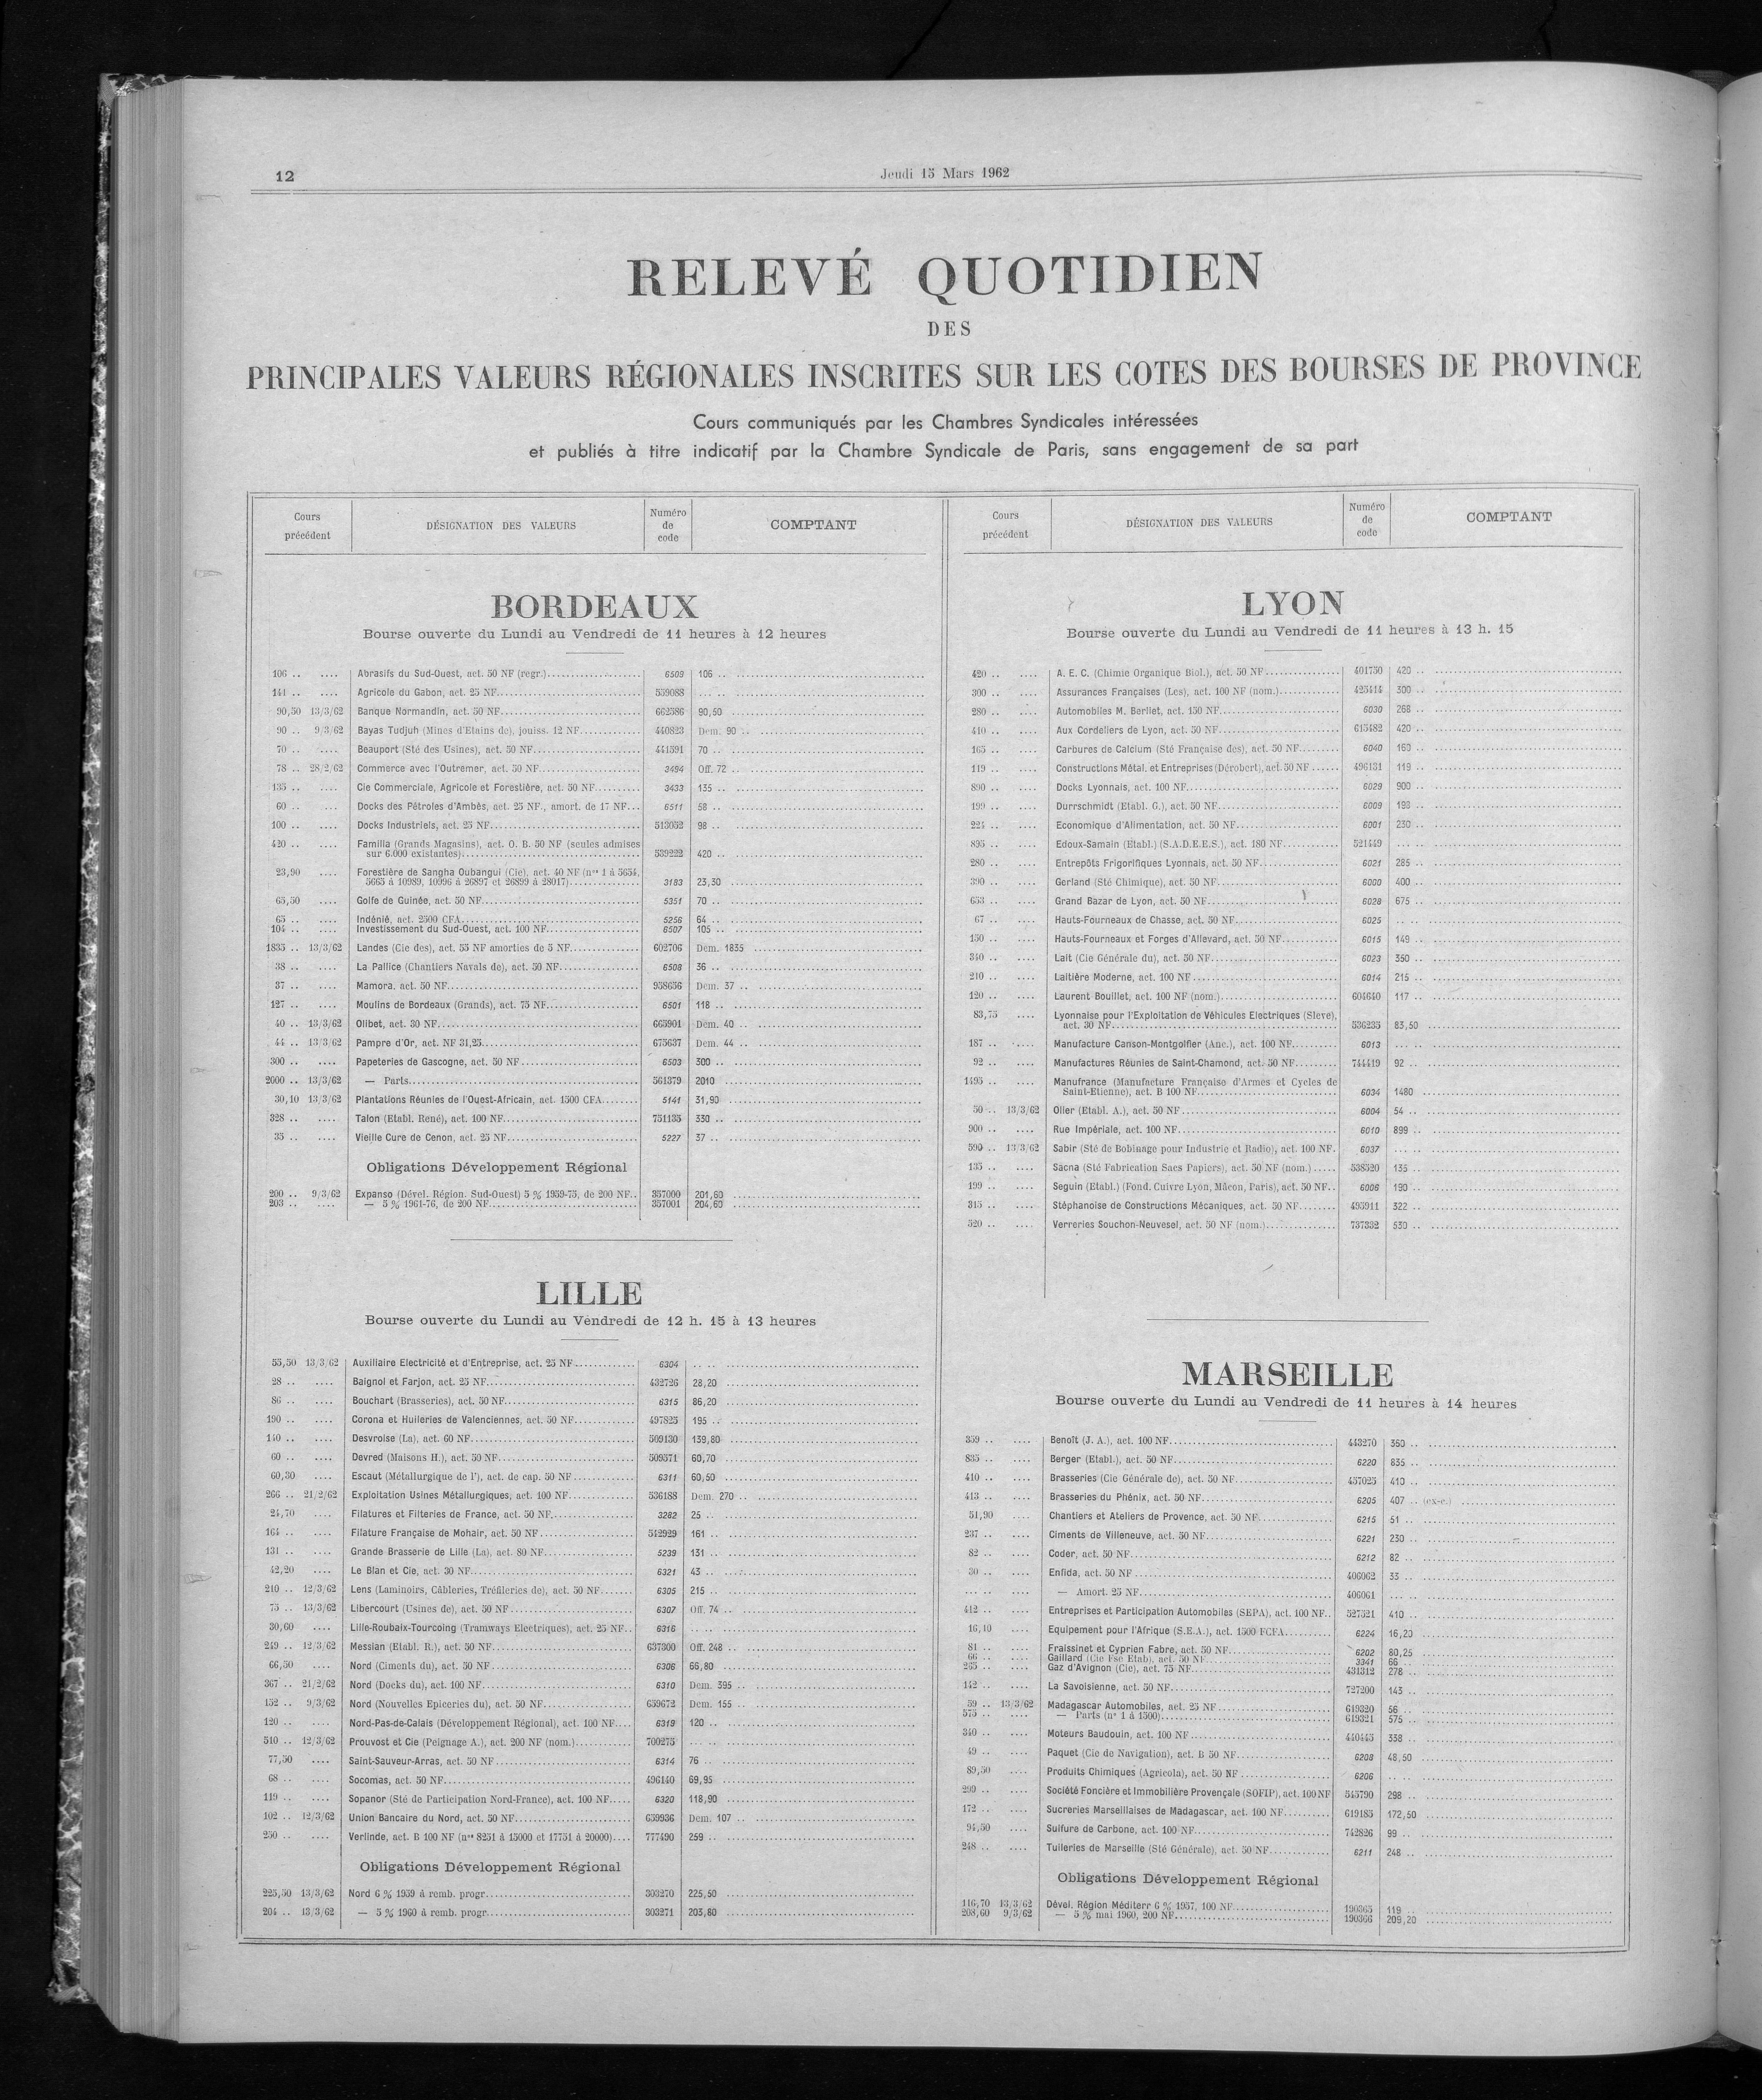 12
Jeudi 15 Mars 1962
RELEVÉ QUOTIDIEN
DES
PRINCIPALES VALEURS RÉGIONALES INSCRITES SUR LES COTES DES BOURSES DE PROVINCE
Cours communiqués par les Chambres Syndicales intéressées
et publiés à titre indicatif par la Chambre Syndicale de Paris, sans engagement de sa part
Cours précédent | DÉSIGNATION DES VALEURS | Numéro de code | COMPTANT
BORDEAUX
Bourse ouverte du Lundi au Vendredi de 11 heures à 12 heures
106 .. .... Abrasifs du Sud-Ouest, act. 50 NF (regr.) 6509 106 ..
141 .. .... Agricole du Gabon, act. 25 NF 559088 .. ..
90,50 13/3/62 Banque Normandin, act. 50 NF 662586 90,50
90 .. 9/3/62 Bayas Tudjuh (Mines d'Etains de), jouiss. 12 NF 440823 Dem. 90 ..
70 .. .... Beauport (Sté des Usines), act. 50 NF 441591 70 ..
78 .. 28/2/62 Commerce avec l'Outremer, act. 50 NF 3494 Off. 72 ..
135 .. .... Cie Commerciale, Agricole et Forestière, act. 50 NF 3433 135 ..
60 .. .... Docks des Pétroles d'Ambès, act. 25 NF., amort. de 17 NF 6511 58 ..
100 .. .... Docks Industriels, act. 25 NF 513052 98 ..
420 .. .... Familia (Grands Magasins), act. O. B. 50 NF (seules admises
sur 6.000 existantes) 539222 420 ..
23,90 .... Forestière de Sangha Oubangui (Cie), act. 40 NF (nos 1 à 5654,
5665 à 10989, 10996 à 26897 et 26899 à 28017) 3183 23,30
65,50 .... Golfe de Guinée, act. 50 NF 5351 70 ..
65 .. .... Indénié, act. 2500 CFA 5256 64 ..
104 .. .... Investissement du Sud-Ouest, act. 100 NF 6507 105 ..
1835 .. 13/3/62 Landes (Cie des), act. 55 NF amorties de 5 NF 602706 Dem. 1835
38 .. .... La Pallice (Chantiers Navals de), act. 50 NF 6508 36 ..
37 .. .... Mamora, act. 50 NF 958656 Dem. 37 ..
127 .. .... Moulins de Bordeaux (Grands), act. 75 NF 6501 118 ..
40 .. 13/3/62 Olibet, act. 30 NF 665901 Dem. 40 ..
44 .. 13/3/62 Pampre d'Or, act. NF 31,25 675637 Dem. 44 ..
300 .. .... Papeteries de Gascogne, act. 50 NF 6503 300 ..
2000 .. 13/3/62 — Parts 561379 2010
30,10 13/3/62 Plantations Réunies de l'Ouest-Africain, act. 1500 CFA 5141 31,90
328 .. .... Talon (Etabl. René), act. 100 NF 751135 330 ..
35 .. .... Vieille Cure de Cenon, act. 25 NF 5227 37 ..
Obligations Développement Régional
200 .. 9/3/62 Expanso (Dével. Région. Sud-Ouest) 5 % 1959-75, de 200 NF 357000 201,60
203 .. .... — 5 % 1961-76, de 200 NF 357001 204,60
LILLE
Bourse ouverte du Lundi au Vendredi de 12 h. 15 à 13 heures
55,50 13/3/62 Auxiliaire Electricité et d'Entreprise, act. 25 NF 6304 .. ..
28 .. .... Baignol et Farjon, act. 25 NF 432726 28,20
86 .. .... Bouchart (Brasseries), act. 50 NF 6315 86,20
190 .. .... Corona et Huileries de Valenciennes, act. 50 NF 497825 195 ..
140 .. .... Desvroise (La), act. 60 NF 509130 139,80
60 .. .... Devred (Maisons H.), act. 50 NF 509571 60,70
60,30 .... Escaut (Métallurgique de l'), act. de cap. 50 NF 6311 60,50
266 .. 21/2/62 Exploitation Usines Métallurgiques, act. 100 NF 536188 Dem. 270 ..
24,70 .... Filatures et Filteries de France, act. 50 NF 3282 25 ..
164 .. .... Filature Française de Mohair, act. 50 NF 542929 161 ..
131 .. .... Grande Brasserie de Lille (La), act. 80 NF 5239 131 ..
42,20 .... Le Blan et Cie, act. 30 NF 6321 43 ..
210 .. 12/3/62 Lens (Laminoirs, Câbleries, Tréfileries de), act. 50 NF 6305 215 ..
75 .. 13/3/62 Libercourt (Usines de), act. 50 NF 6307 Off. 74 ..
30,60 .... Lille-Roubaix-Tourcoing (Tramways Electriques), act. 25 NF 6316 .. ..
249 .. 12/3/62 Messian (Etabl. R.), act. 50 NF 637300 Off. 248 ..
66,50 .... Nord (Ciments du), act. 50 NF 6306 66,80
367 .. 21/2/62 Nord (Docks du), act. 100 NF 6310 Dem. 395 ..
152 .. 9/3/62 Nord (Nouvelles Epiceries du), act. 50 NF 659672 Dem. 155 ..
120 .. .... Nord-Pas-de-Calais (Développement Régional), act. 100 NF 6319 120 ..
510 .. 12/3/62 Prouvost et Cie (Peignage A.), act. 200 NF (nom.) 700275 .. ..
77,50 .... Saint-Sauveur-Arras, act. 50 NF 6314 76
68 .. .... Socomas, act. 50 NF 496140 69,95
119 .. .... Sopanor (Sté de Participation Nord-France), act. 100 NF 6320 118,90
102 .. 12/3/62 Union Bancaire du Nord, act. 50 NF 659936 Dem. 107 ..
250 .. .... Verlinde, act. B 100 NF (nos 8251 à 15000 et 17751 à 20000) 777490 259 ..
Obligations Développement Régional
225,50 13/3/62 Nord 6 % 1959 à remb. progr. 303270 225,50
204 .. 13/3/62 — 5 % 1960 à remb. progr. 303271 203,80
Cours précédent | DÉSIGNATION DES VALEURS | Numéro de code | COMPTANT
LYON
Bourse ouverte du Lundi au Vendredi de 11 heures à 13 h. 15
420 .. .... A. E. C. (Chimie Organique Biol.), act. 50 NF 401750 420 ..
300 .. .... Assurances Françaises (Les), act. 100 NF (nom.) 425414 300 ..
280 .. .... Automobiles M. Berliet, act. 150 NF 6030 268 ..
410 .. .... Aux Cordeliers de Lyon, act. 50 NF 615482 420 ..
165 .. .... Carbures de Calcium (Sté Française des), act. 50 NF 6040 160 ..
119 .. .... Constructions Métal. et Entreprises (Dérobert), act. 50 NF 496131 119 ..
890 .. .... Docks Lyonnais, act. 100 NF 6029 900 ..
199 .. .... Durrschmidt (Etabl. G.), act. 50 NF 6009 198 ..
224 .. .... Economique d'Alimentation, act. 50 NF 6001 230 ..
895 .. .... Edoux-Samain (Etabl.) (S.A.D.E.E.S.), act. 180 NF 521449 .. ..
280 .. .... Entrepôts Frigorifiques Lyonnais, act. 50 NF 6021 285 ..
390 .. .... Gerland (Sté Chimique), act. 50 NF 6000 400 ..
653 .. .... Grand Bazar de Lyon, act. 50 NF 6028 675 ..
67 .. .... Hauts-Fourneaux de Chasse, act. 50 NF 6025 .. ..
150 .. .... Hauts-Fourneaux et Forges d'Allevard, act. 50 NF 6015 149 ..
340 .. .... Lait (Cie Générale du), act. 50 NF 6023 350 ..
210 .. .... Laitière Moderne, act. 100 NF 6014 215 ..
120 .. .... Laurent Bouillet, act. 100 NF (nom.) 604640 117 ..
83,75 .... Lyonnaise pour l'Exploitation de Véhicules Electriques (Sleve),
act. 30 NF 536235 83,50
187 .. .... Manufacture Canson-Montgolfier (Anc.), act. 100 NF 6013 .. ..
92 .. .... Manufactures Réunies de Saint-Chamond, act. 50 NF 744419 92 ..
1495 .. .... Manufrance (Manufacture Française d'Armes et Cycles de
Saint-Etienne), act. B 100 NF 6034 1480
50 .. 13/3/62 Olier (Etabl. A.), act. 50 NF 6004 54 ..
900 .. .... Rue Impériale, act. 100 NF 6010 899 ..
590 .. 13/3/62 Sabir (Sté de Bobinage pour Industrie et Radio), act. 100 NF. 6037 .. ..
135 .. .... Sacna (Sté Fabrication Sacs Papiers), act. 50 NF (nom.) 538520 135 ..
199 .. .... Seguin (Etabl.) (Fond. Cuivre Lyon, Mâcon, Paris), act. 50 NF 6006 190 ..
315 .. .... Stéphanoise de Constructions Mécaniques, act. 50 NF 495911 322 ..
520 .. .... Verreries Souchon-Neuvesel, act. 50 NF (nom.) 737332 530 ..
MARSEILLE
Bourse ouverte du Lundi au Vendredi de 11 heures à 14 heures
359 .. .... Benoît (J. A.), act. 100 NF 443270 360 ..
835 .. .... Berger (Etabl.), act. 50 NF 6220 835 ..
410 .. .... Brasseries (Cie Générale de), act. 50 NF 457025 410 ..
413 .. .... Brasseries du Phénix, act. 50 NF 6205 407 .. (ex-c.)
51,90 .... Chantiers et Ateliers de Provence, act. 50 NF 6215 51 ..
237 .. .... Ciments de Villeneuve, act. 50 NF 6221 230 ..
82 .. .... Coder, act. 50 NF 6212 82 ..
30 .. .... Enfida, act. 50 NF 406062 33 ..
.... .. .... — Amort. 25 NF 406061 ... ..
412 .. .... Entreprises et Participation Automobiles (SEPA), act. 100 NF 527521 410 ..
16,10 .... Equipement pour l'Afrique (S.E.A.), act. 1500 FCFA 6224 16,20
81 .. .... Fraissinet et Cyprien Fabre, act. 50 NF 6202 80,25
66 .. .... Gaillard (Cie Fse Etab), act. 50 NF 3341 66 ..
265 .. .... Gaz d'Avignon (Cie), act. 75 NF 431312 278 ..
142 .. .... La Savoisienne, act. 50 NF 727200 143 ..
59 .. 13/3/62 Madagascar Automobiles, act. 25 NF 619320 56 ..
575 .. .... — Parts (nos 1 à 1500) 619321 575 ..
340 .. .... Moteurs Baudouin, act. 100 NF 440445 338 ..
49 .. .... Paquet (Cie de Navigation), act. B 50 NF 6208 48,50
89,50 .... Produits Chimiques (Agricola), act. 50 NF 6206 .. ..
299 .. .... Société Foncière et Immobilière Provençale (SOFIP), act. 100 NF 545790 298 ..
172 .. .... Sucreries Marseillaises de Madagascar, act. 100 NF 619185 172,50
94,50 .... Sulfure de Carbone, act. 100 NF 742826 99 ..
248 .. .... Tuileries de Marseille (Sté Générale), act. 50 NF 6211 248 ..
Obligations Développement Régional
116,70 13/3/62 Dével. Région Méditerr 6 % 1957, 100 NF 190365 119 ..
208,60 9/3/62 — 5 % mai 1960, 200 NF 190366 209,20